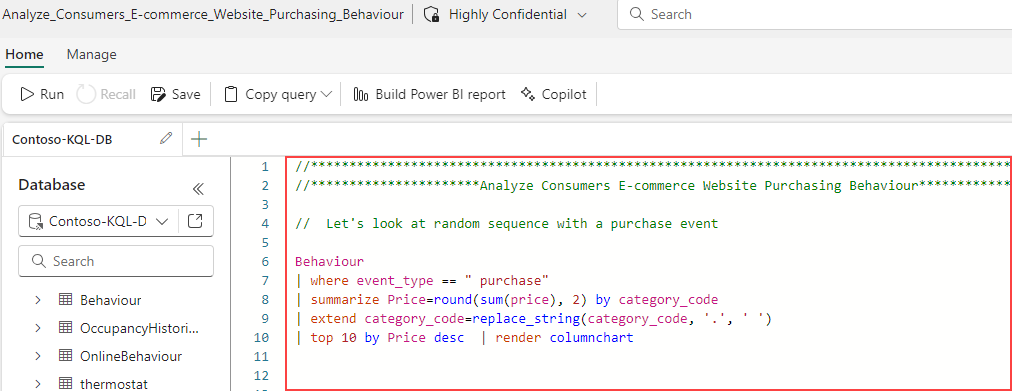 Analyze_Consumers_E-commerce_Website_Purchasing_Behaviour Highly Confidential Search
Home Manage
Run Recall Save Copy query Build Power BI report Copilot
Contoso-KQL-DB
Database
Contoso-KQL-D
Search
Behaviour
OccupancyHistori...
OnlineBehaviour
thermostat
1 //*******************************************************************************************
2 //**********************Analyze Consumers E-commerce Website Purchasing Behaviour************
3
4 //  Let's look at random sequence with a purchase event
5
6 Behaviour
7 | where event_type == " purchase"
8 | summarize Price=round(sum(price), 2) by category_code
9 | extend category_code=replace_string(category_code, '.', ' ')
10 | top 10 by Price desc  | render columnchart
11
12